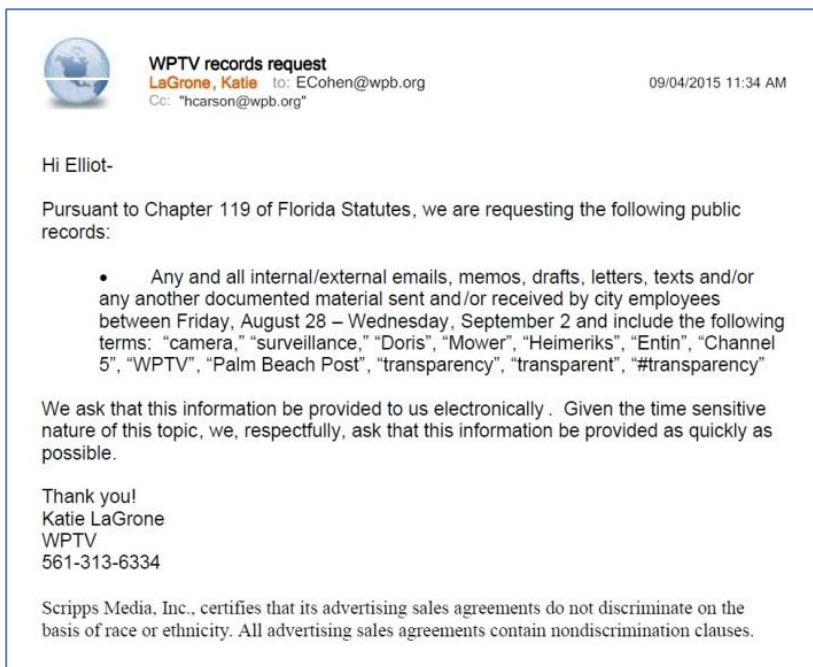 WPTV records request
LaGrone, Katie to: ECohen@wpb.org 09/04/2015 11:34 AM
Cc: "hcarson@wpb.org"
Hi Elliot-
Pursuant to Chapter 119 of Florida Statutes, we are requesting the following public
records:
• Any and all internal/external emails, memos, drafts, letters, texts and/or
any another documented material sent and/or received by city employees
between Friday, August 28 – Wednesday, September 2 and include the following
terms: “camera,” “surveillance,” “Doris”, “Mower”, “Heimeriks”, “Entin”, “Channel
5”, “WPTV”, “Palm Beach Post”, “transparency”, “transparent”, “#transparency”
We ask that this information be provided to us electronically. Given the time sensitive
nature of this topic, we, respectfully, ask that this information be provided as quickly as
possible.
Thank you!
Katie LaGrone
WPTV
561-313-6334
Scripps Media, Inc., certifies that its advertising sales agreements do not discriminate on the
basis of race or ethnicity. All advertising sales agreements contain nondiscrimination clauses.